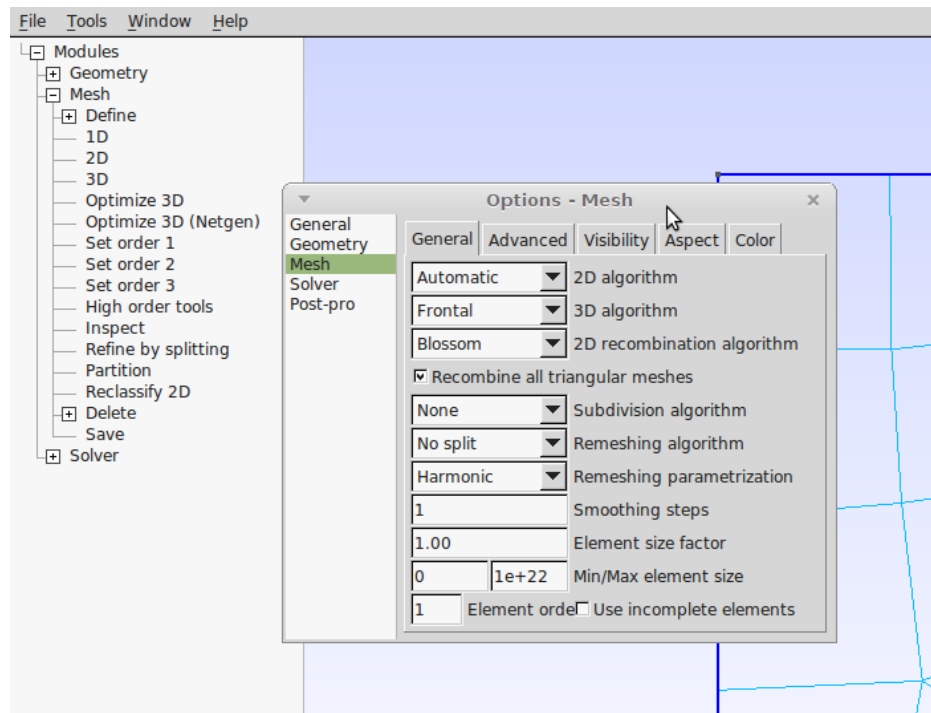 File Tools Window Help
Modules
Geometry
Mesh
Define
1D
2D
3D
Optimize 3D
Optimize 3D (Netgen)
Set order 1
Set order 2
Set order 3
High order tools
Inspect
Refine by splitting
Partition
Reclassify 2D
Delete
Save
Solver
Options - Mesh
General
Geometry
Mesh
Solver
Post-pro
General Advanced Visibility Aspect Color
Automatic 2D algorithm
Frontal 3D algorithm
Blossom 2D recombination algorithm
Recombine all triangular meshes
None Subdivision algorithm
No split Remeshing algorithm
Harmonic Remeshing parametrization
1 Smoothing steps
1.00 Element size factor
0 1e+22 Min/Max element size
1 Element orde Use incomplete elements